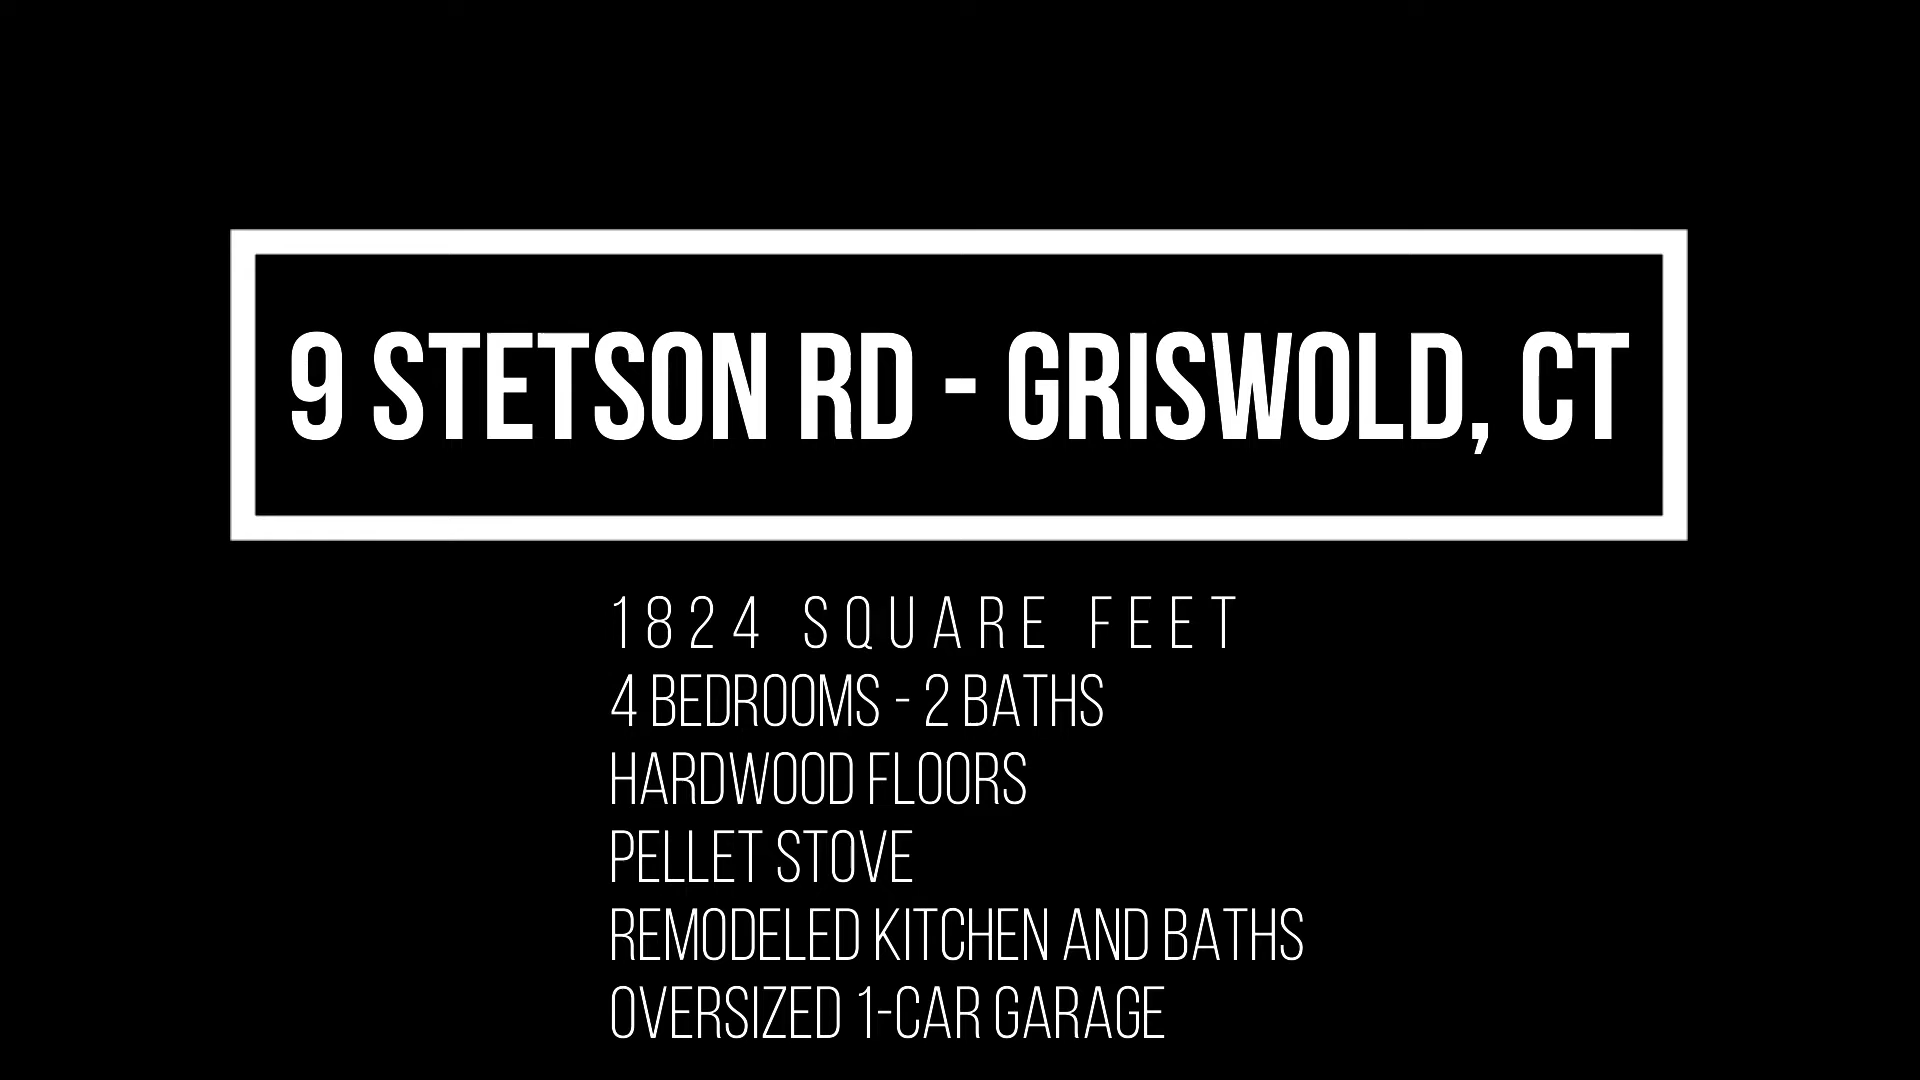 9 STETSON RD - GRISWOLD, CT
1824 SQUARE FEET
4 BEDROOMS - 2 BATHS
HARDWOOD FLOORS
PELLET STOVE
REMODELED KITCHEN AND BATHS
OVERSIZED 1-CAR GARAGE